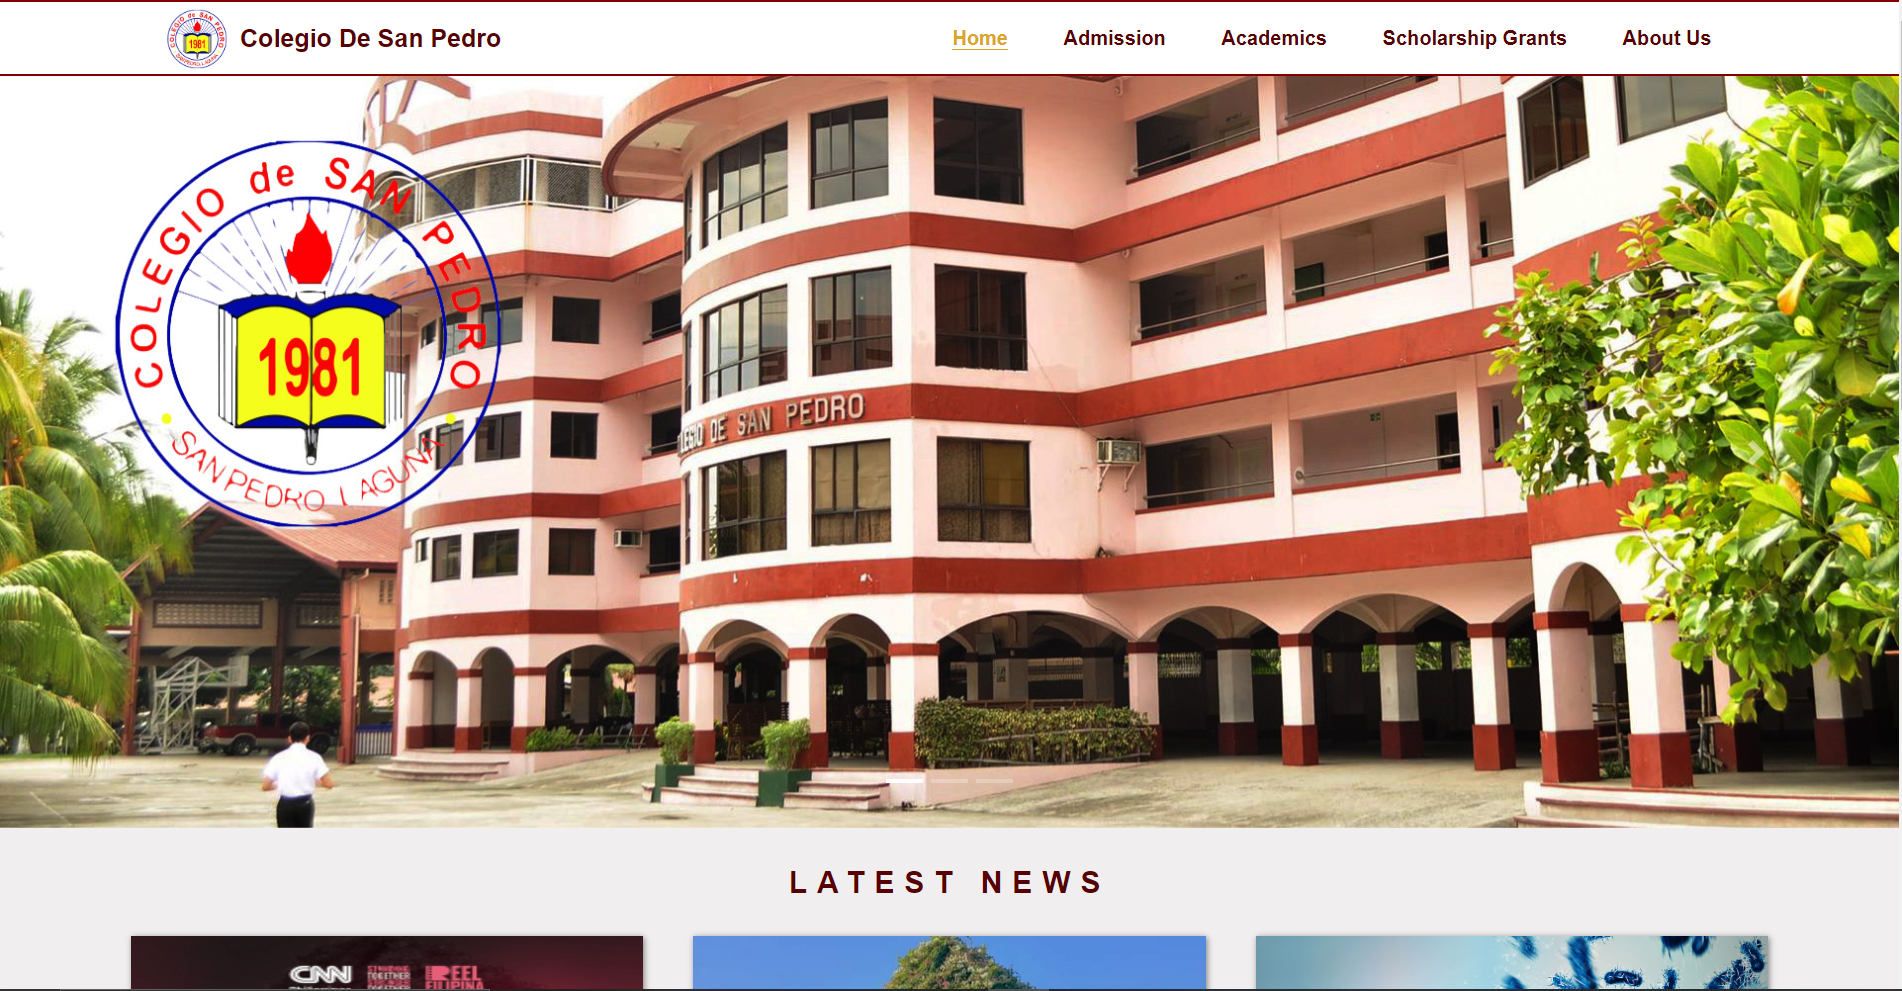 Colegio De San Pedro
Home
Admission
Academics
Scholarship Grants
About Us
COLEGIO de SAN PEDRO
1981
SAN PEDRO LAGUNA
DE SAN PEDRO
LATEST NEWS
CNN
REEL
FILIPINA